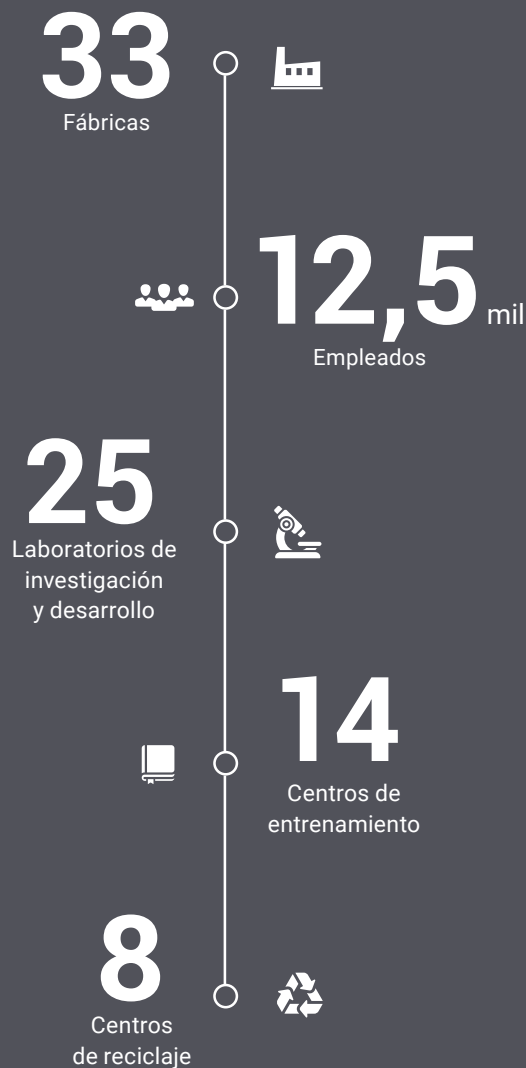 33
Fábricas
12,5 mil
Empleados
25
Laboratorios de
investigación
y desarrollo
14
Centros de
entrenamiento
8
Centros
de reciclaje